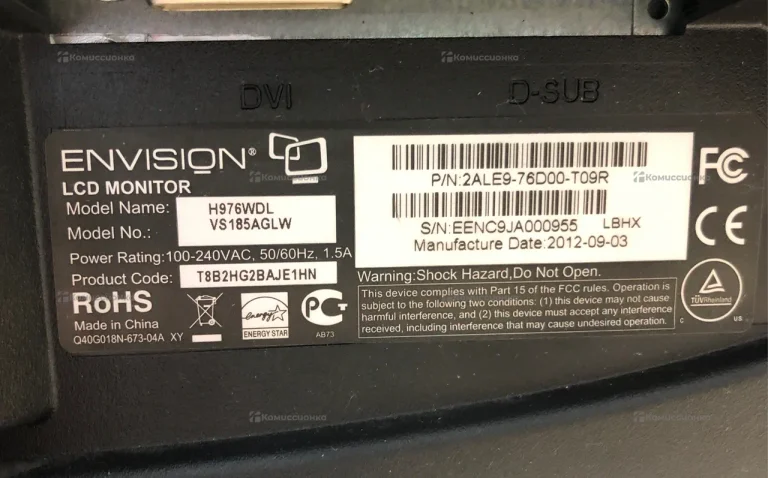 DVI D-SUB
ENVISION®
LCD MONITOR
Model Name: H976WDL
Model No.: VS185AGLW
Power Rating:100-240VAC, 50/60Hz, 1.5A
Product Code: T8B2HG2BAJE1HN
RoHS
Made in China
Q40G018N-673-04A XY
ENERGY STAR
AB73
P/N:2ALE9-76D00-T09R
S/N:EENC9JA000955 LBHX
Manufacture Date:2012-09-03
Warning:Shock Hazard,Do Not Open.
This device complies with Part 15 of the FCC rules. Operation is
subject to the following two conditions: (1) this device may not cause
harmful interference, and (2) this device must accept any interference
received, including interference that may cause undesired operation.
FC
CE
TÜVRheinland
C US
Комиссионко
Комиссионко
Комиссионко
Комиссионко
Комиссионко
Комиссионко